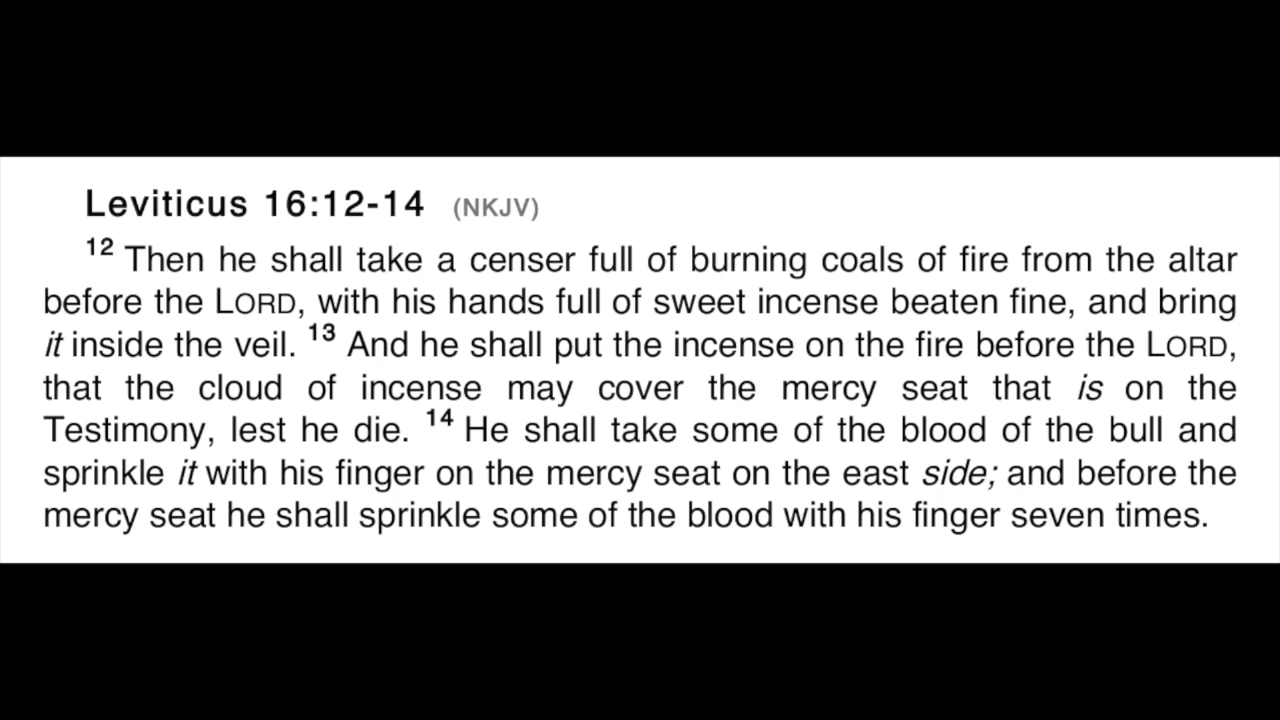 Leviticus 16:12-14 (NKJV)
12 Then he shall take a censer full of burning coals of fire from the altar
before the LORD, with his hands full of sweet incense beaten fine, and bring
it inside the veil. 13 And he shall put the incense on the fire before the LORD,
that the cloud of incense may cover the mercy seat that is on the
Testimony, lest he die. 14 He shall take some of the blood of the bull and
sprinkle it with his finger on the mercy seat on the east side; and before the
mercy seat he shall sprinkle some of the blood with his finger seven times.